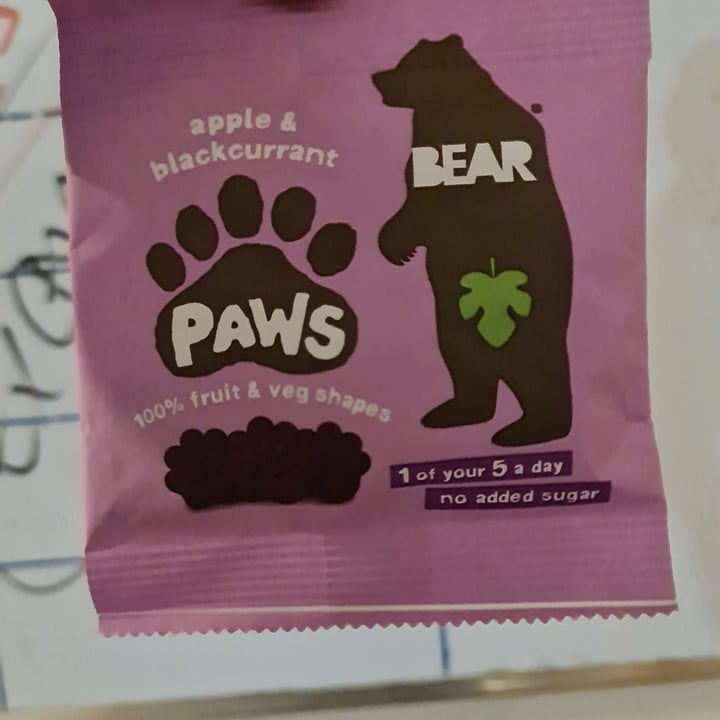 apple &
blackcurrant
PAWS
100% fruit & veg shapes
BEAR
1 of your 5 a day
no added sugar